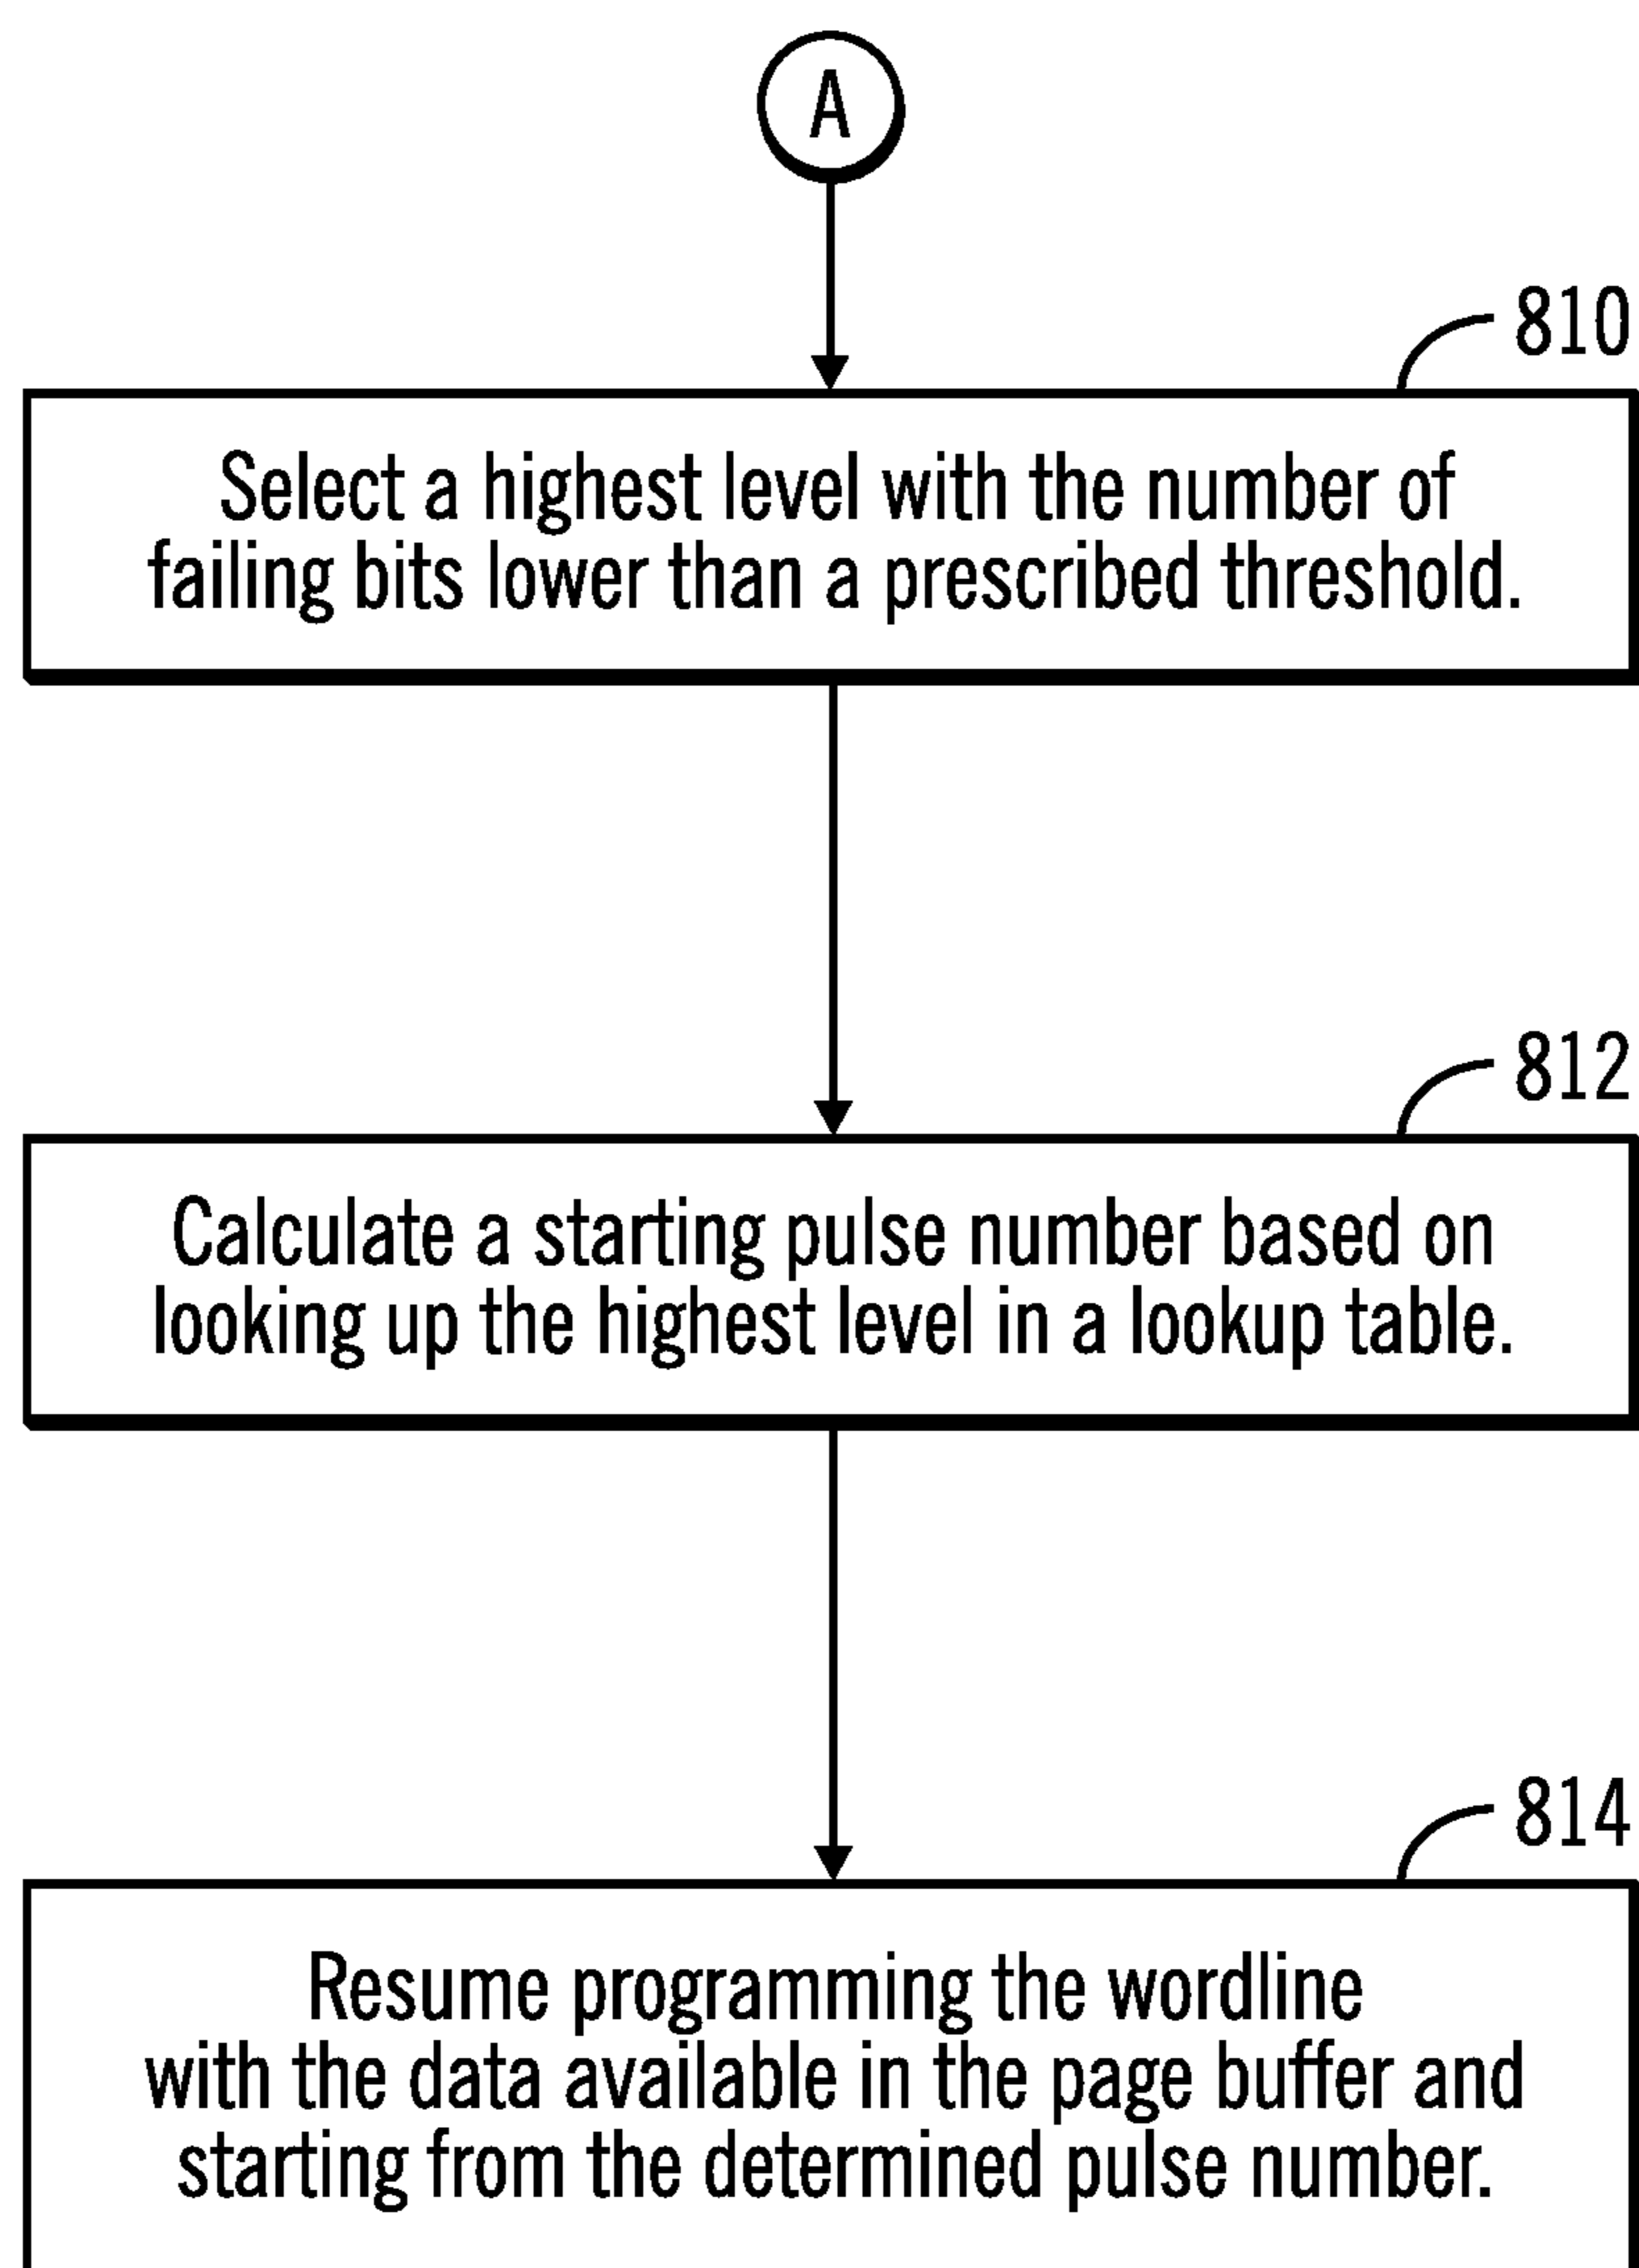 A
810
Select a highest level with the number of
failing bits lower than a prescribed threshold.
812
Calculate a starting pulse number based on
looking up the highest level in a lookup table.
814
Resume programming the wordline
with the data available in the page buffer and
starting from the determined pulse number.